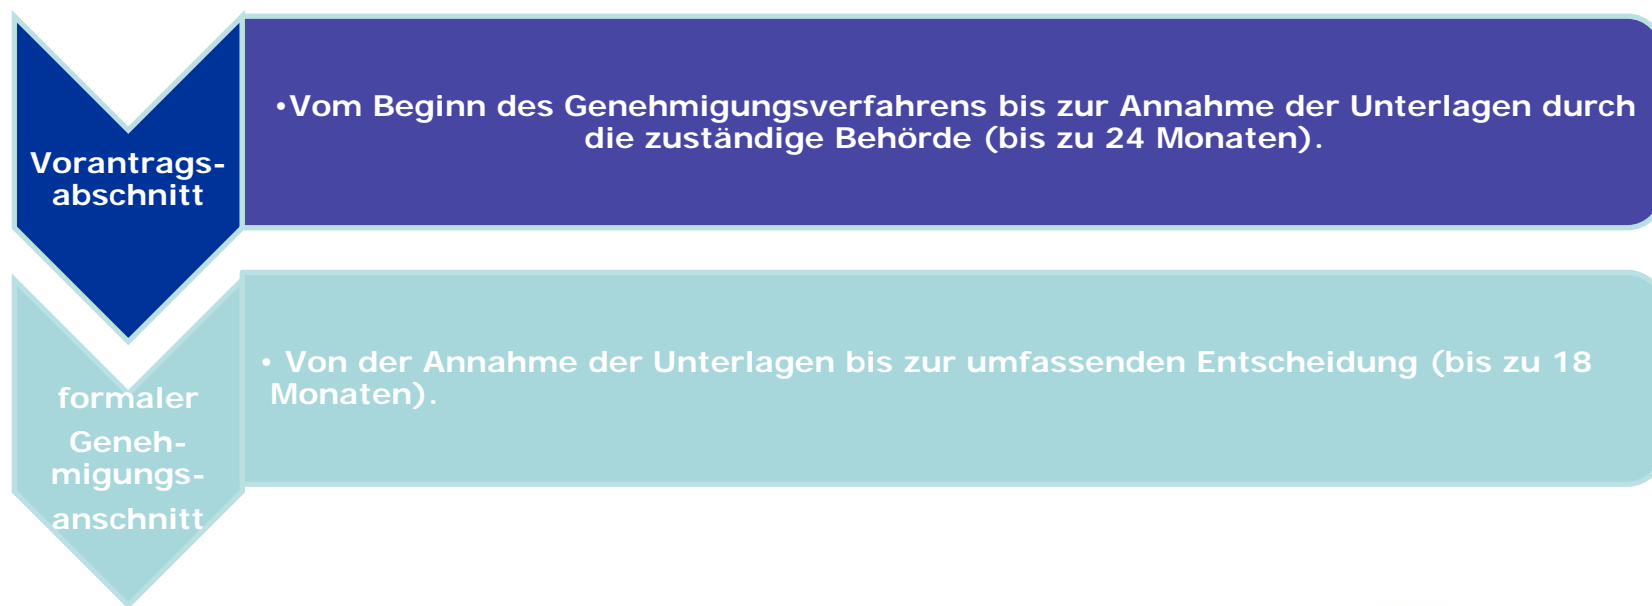 Vorantrags-
abschnitt
•Vom Beginn des Genehmigungsverfahrens bis zur Annahme der Unterlagen durch
die zuständige Behörde (bis zu 24 Monaten).
formaler
Geneh-
migungs-
anschnitt
• Von der Annahme der Unterlagen bis zur umfassenden Entscheidung (bis zu 18
Monaten).